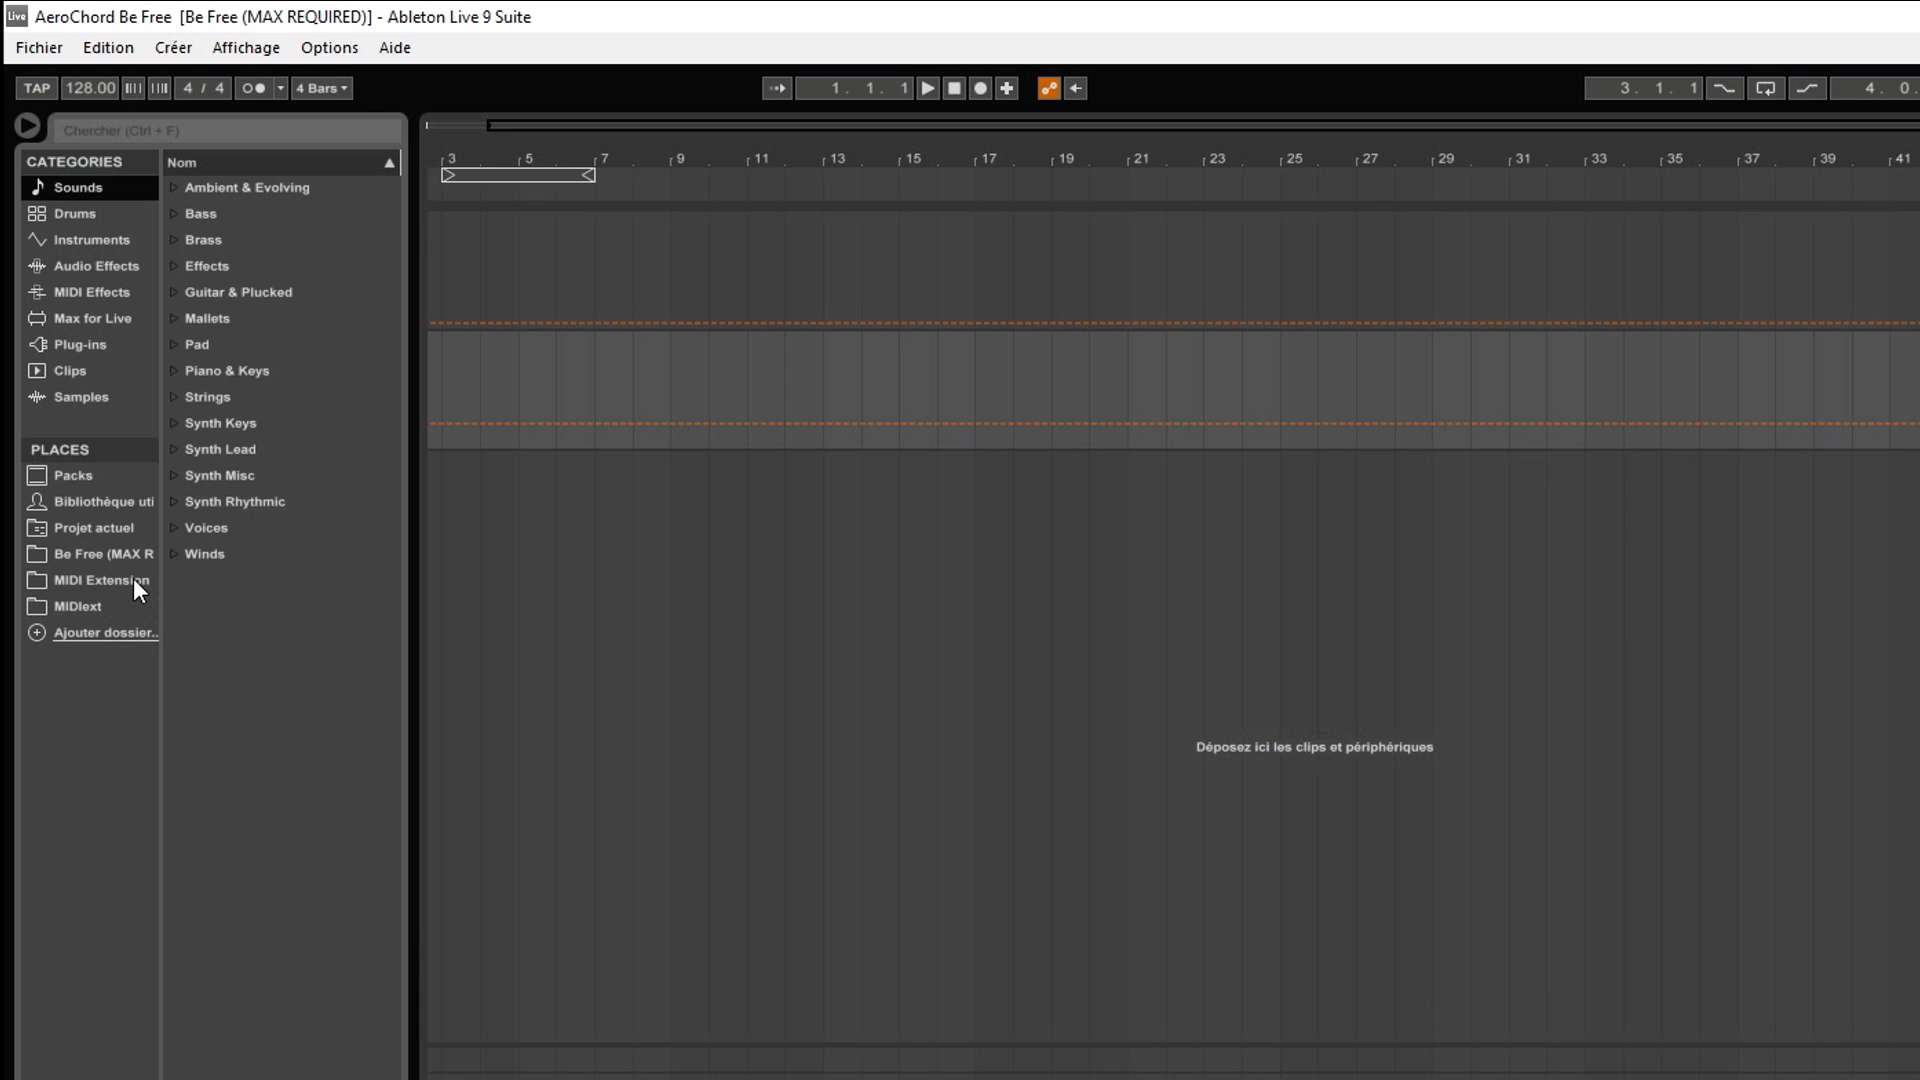 Live AeroChord Be Free [Be Free (MAX REQUIRED)] - Ableton Live 9 Suite
Fichier Edition Créer Affichage Options Aide
TAP 128.00 4 / 4 4 Bars 1. 1. 1 3. 1. 1 4. 0.
Chercher (Ctrl + F)
CATEGORIES
Sounds
Drums
Instruments
Audio Effects
MIDI Effects
Max for Live
Plug-ins
Clips
Samples
PLACES
Packs
Bibliothèque uti
Projet actuel
Be Free (MAX R
MIDI Extension
MIDIext
Ajouter dossier..
Nom
Ambient & Evolving
Bass
Brass
Effects
Guitar & Plucked
Mallets
Pad
Piano & Keys
Strings
Synth Keys
Synth Lead
Synth Misc
Synth Rhythmic
Voices
Winds
3 5 7 9 11 13 15 17 19 21 23 25 27 29 31 33 35 37 39 41
Déposez ici les clips et périphériques